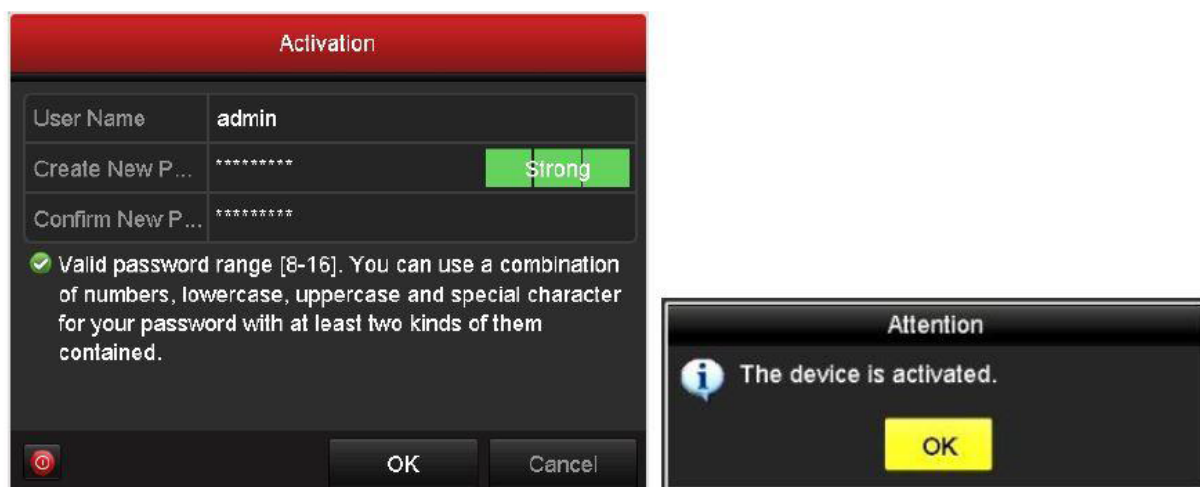 Activation
User Name admin
Create New P... ********* Strong
Confirm New P... *********
Valid password range [8-16]. You can use a combination
of numbers, lowercase, uppercase and special character
for your password with at least two kinds of them
contained.
OK Cancel
Attention
The device is activated.
OK